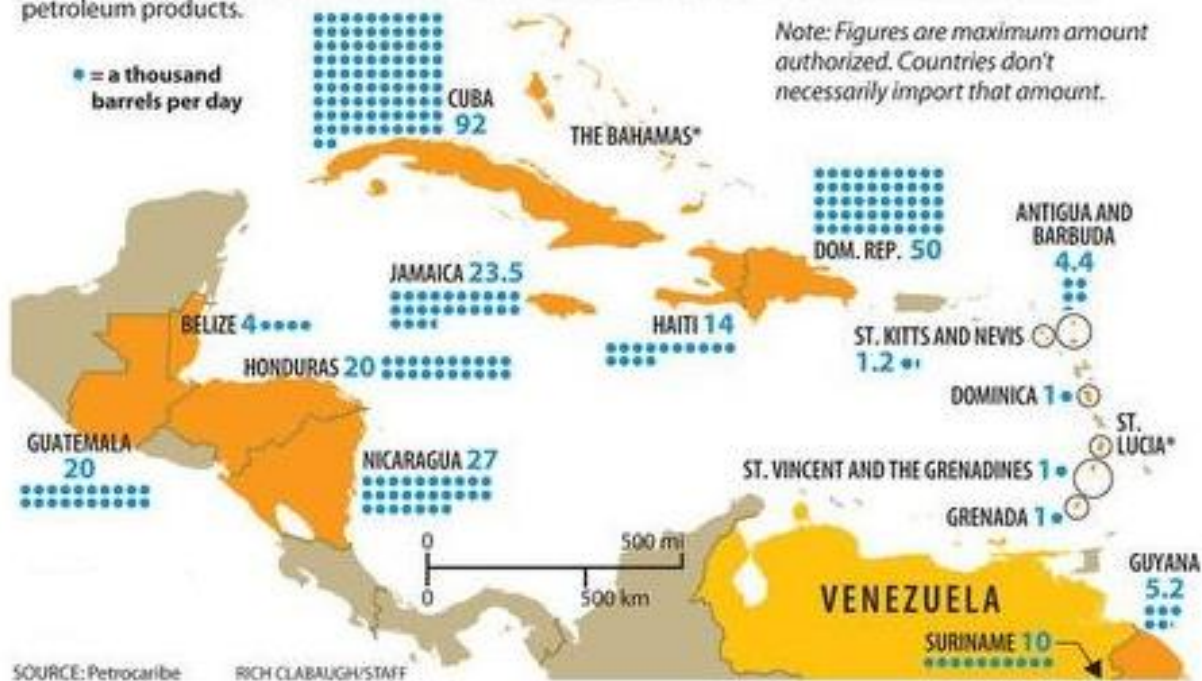 petroleum products.
= a thousand
barrels per day
Note: Figures are maximum amount
authorized. Countries don't
necessarily import that amount.
CUBA
92
THE BAHAMAS*
DOM. REP. 50
ANTIGUA AND
BARBUDA
4.4
JAMAICA 23.5
BELIZE 4
HAITI 14
ST. KITTS AND NEVIS
1.2
HONDURAS 20
DOMINICA 1
ST.
LUCIA*
GUATEMALA
20
NICARAGUA 27
ST. VINCENT AND THE GRENADINES 1
GRENADA 1
0 500 mi
0 500 km
GUYANA
5.2
VENEZUELA
SURINAME 10
SOURCE: Petrocaribe RICH CLABAUGH/STAFF